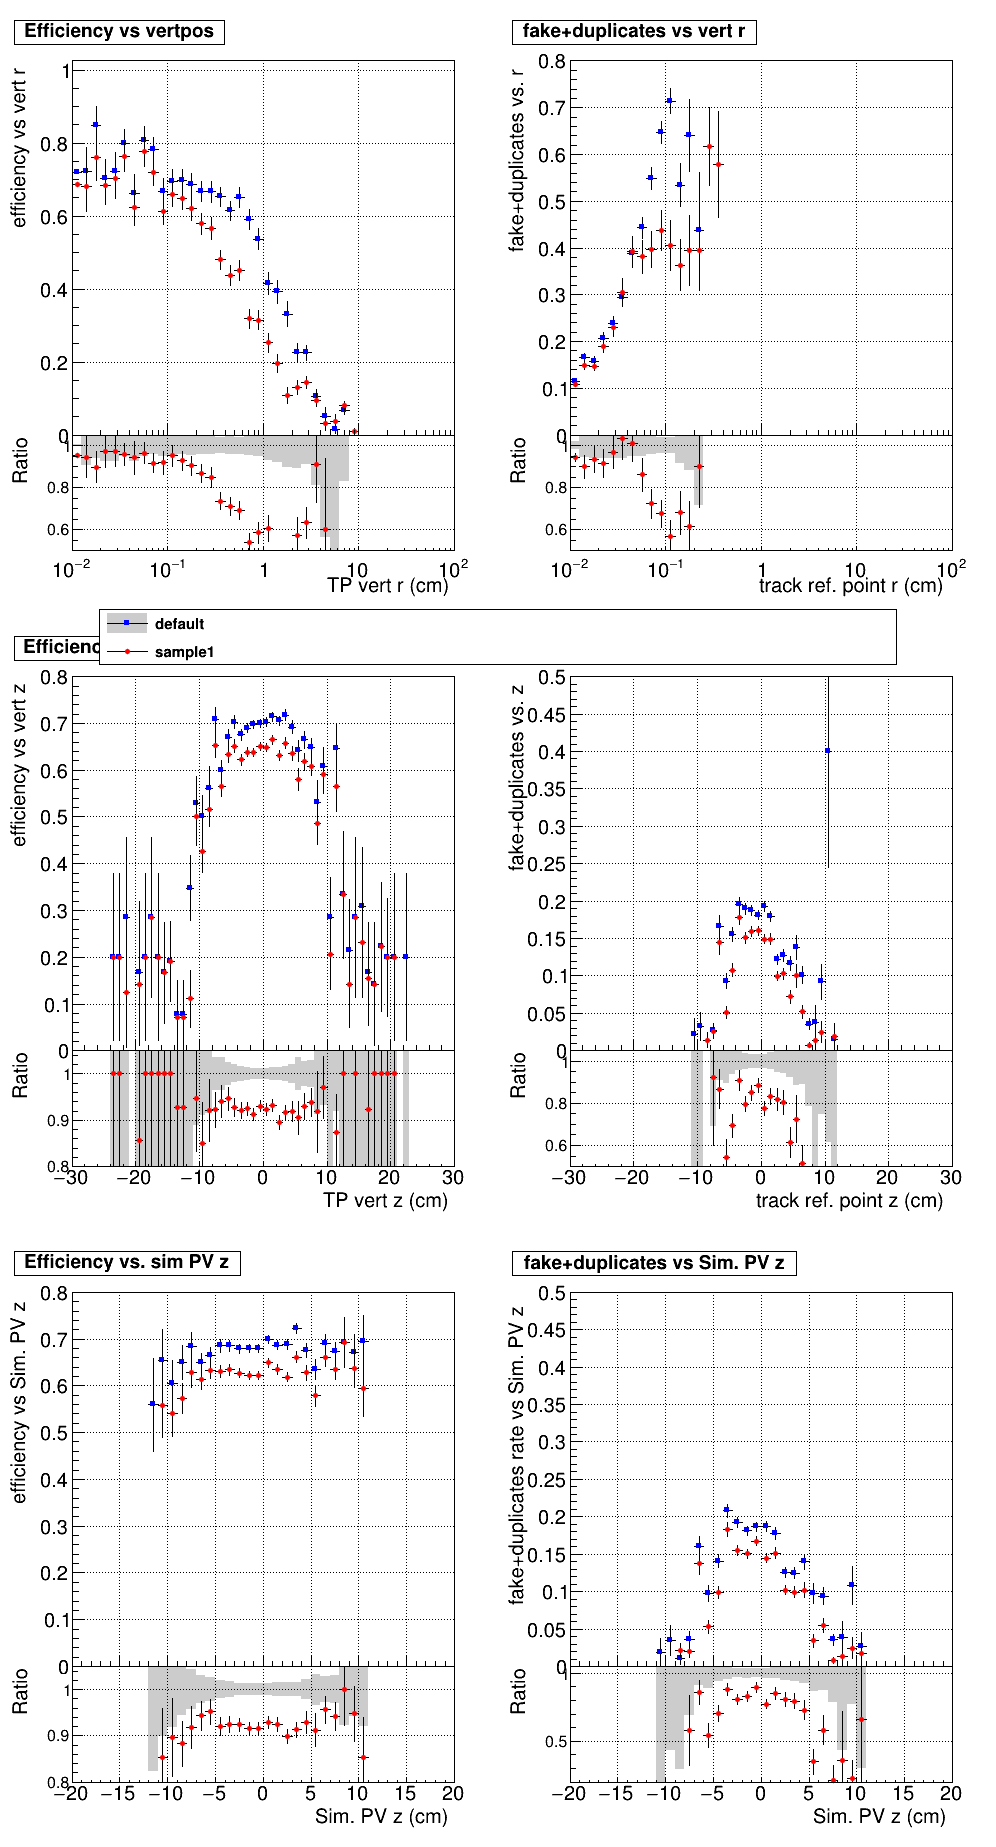 Efficiency vs vertpos
fake+duplicates vs vert r
efficiency vs vert r
1
0.8
0.6
0.4
0.2
0
fake+duplicates vs. r
0.8
0.7
0.6
0.5
0.4
0.3
0.2
0.1
0
Ratio
1
0.8
0.6
Ratio
1
0.8
0.6
10−2 10−1 1 10 102
TP vert r (cm)
10−2 10−1 1 10 102
track ref. point r (cm)
default
sample1
Efficienc
efficiency vs vert z
0.8
0.7
0.6
0.5
0.4
0.3
0.2
0.1
0
fake+duplicates vs. z
0.5
0.45
0.4
0.35
0.3
0.25
0.2
0.15
0.1
0.05
0
Ratio
1
0.9
0.8
Ratio
1
0.8
0.6
−30 −20 −10 0 10 20 30
TP vert z (cm)
−30 −20 −10 0 10 20 30
track ref. point z (cm)
Efficiency vs. sim PV z
fake+duplicates vs Sim. PV z
efficiency vs Sim. PV z
0.8
0.7
0.6
0.5
0.4
0.3
0.2
0.1
0
fake+duplicates rate vs Sim. PV z
0.5
0.45
0.4
0.35
0.3
0.25
0.2
0.15
0.1
0.05
0
Ratio
1
0.9
0.8
Ratio
1
0.5
−20 −15 −10 −5 0 5 10 15 20
Sim. PV z (cm)
−20 −15 −10 −5 0 5 10 15 20
Sim. PV z (cm)